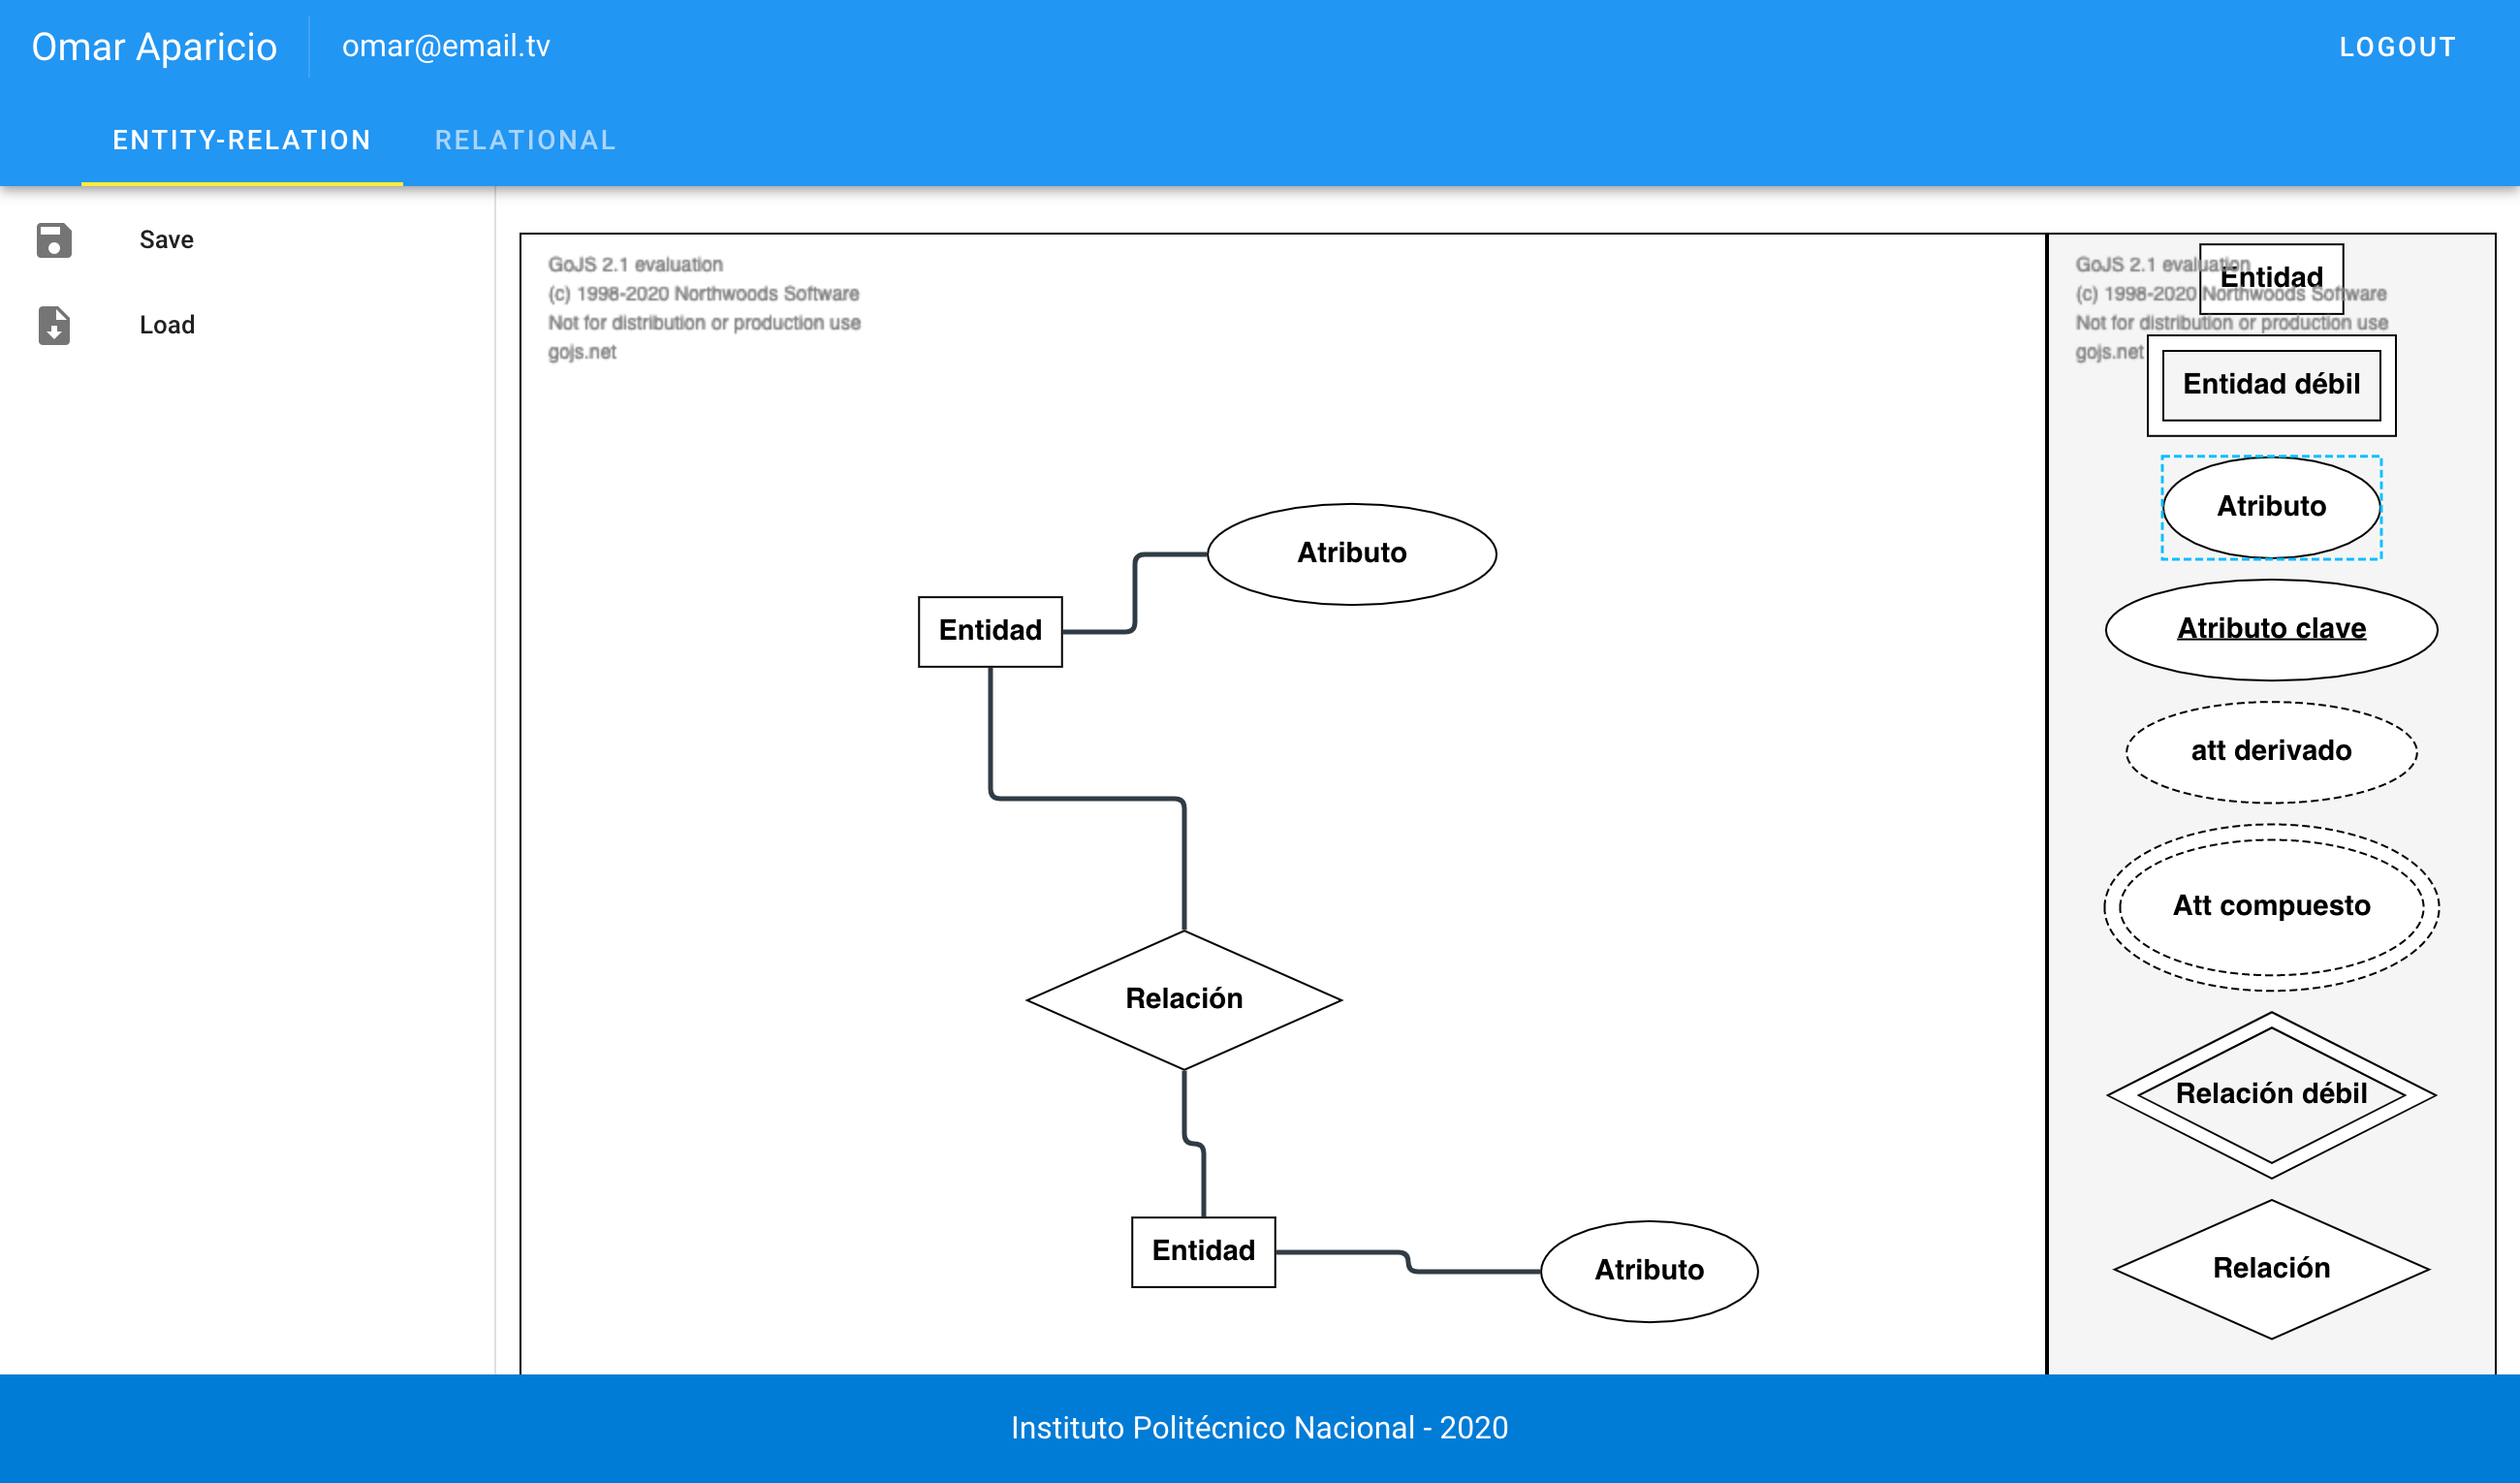 Omar Aparicio
omar@email.tv
LOGOUT
ENTITY-RELATION
RELATIONAL
Save
Load
GoJS 2.1 evaluation
(c) 1998-2020 Northwoods Software
Not for distribution or production use
gojs.net
Atributo
Entidad
Relación
Entidad
Atributo
GoJS 2.1 evaluation
(c) 1998-2020 Northwoods Software
Not for distribution or production use
gojs.net
Entidad
Entidad débil
Atributo
Atributo clave
att derivado
Att compuesto
Relación débil
Relación
Instituto Politécnico Nacional - 2020